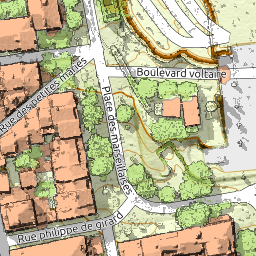 Boulevard voltaire
Rue des petites maries
Place des marseillaises
Rue philippe de girard